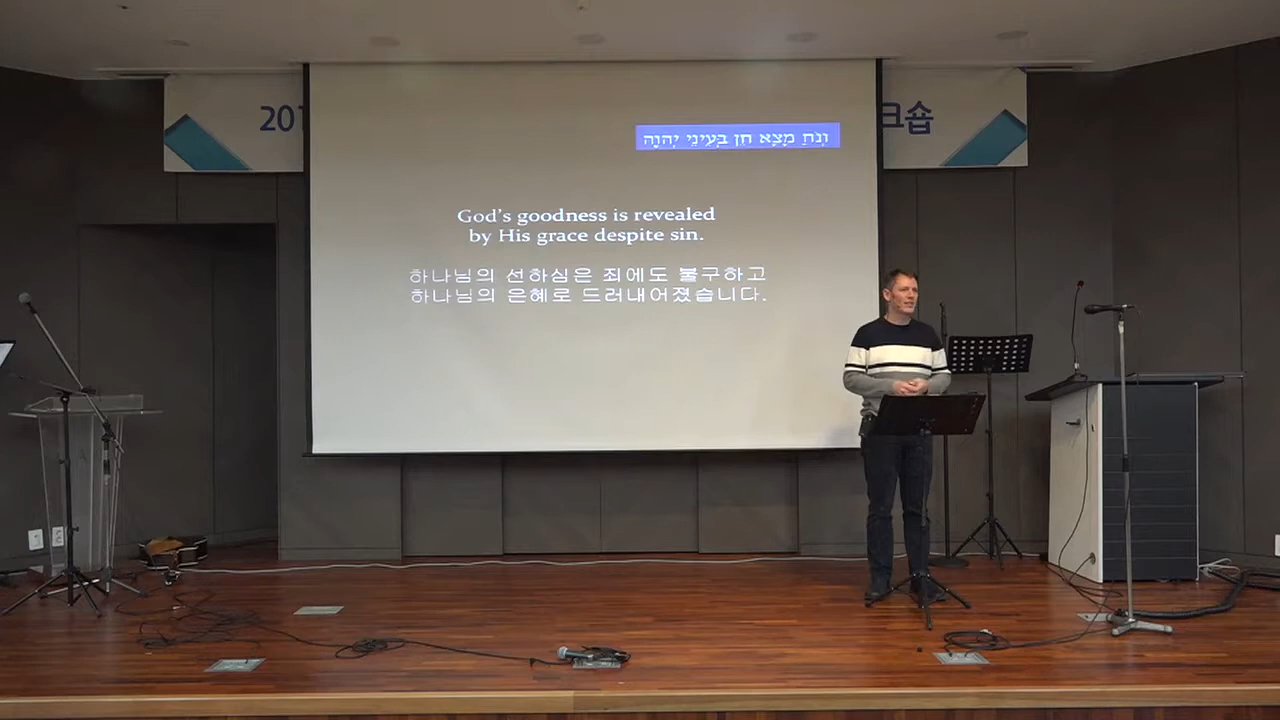 201
크숍
וְנֹחַ מָצָא חֵן בְּעֵינֵי יְהוָה
God's goodness is revealed
by His grace despite sin.
하나님의 선하심은 죄에도 불구하고
하나님의 은혜로 드러내어졌습니다.